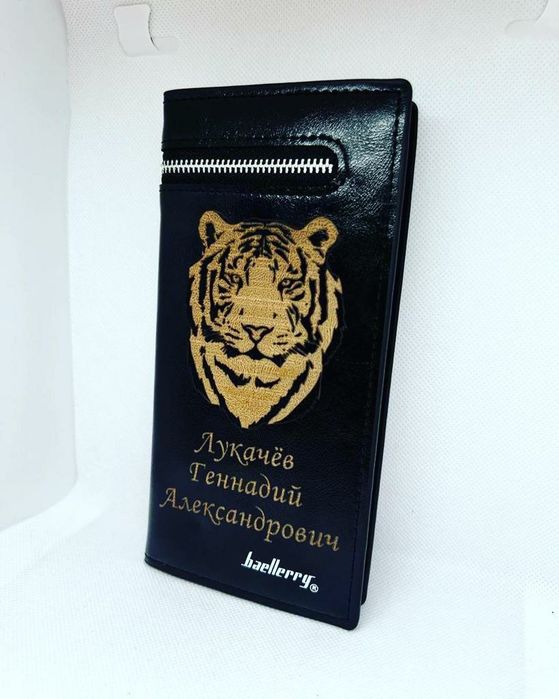 Лукачёв
Геннадий
Александрович
baellerry®